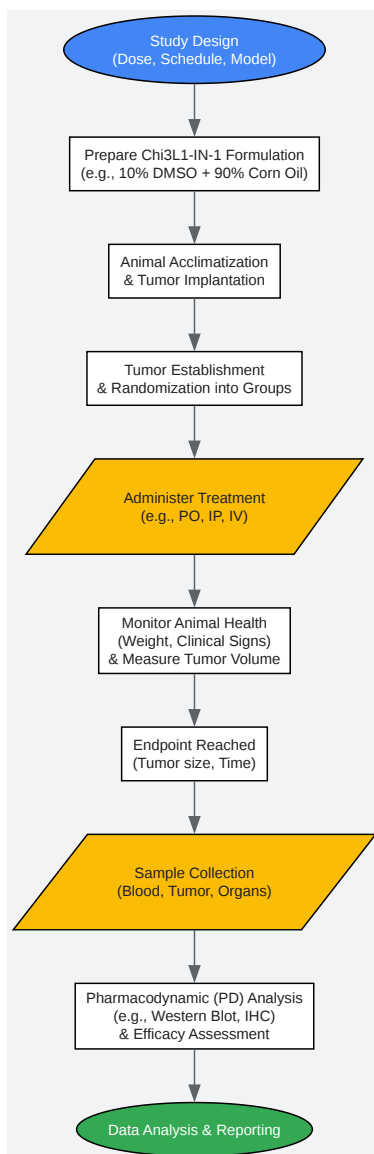 Study Design
(Dose, Schedule, Model)
Prepare Chi3L1-IN-1 Formulation
(e.g., 10% DMSO + 90% Corn Oil)
Animal Acclimatization
& Tumor Implantation
Tumor Establishment
& Randomization into Groups
Administer Treatment
(e.g., PO, IP, IV)
Monitor Animal Health
(Weight, Clinical Signs)
& Measure Tumor Volume
Endpoint Reached
(Tumor size, Time)
Sample Collection
(Blood, Tumor, Organs)
Pharmacodynamic (PD) Analysis
(e.g., Western Blot, IHC)
& Efficacy Assessment
Data Analysis & Reporting